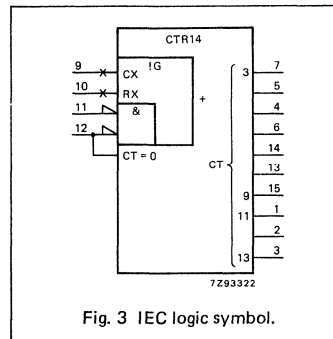 CTR14
9 CX !G 3 7
10 RX + 5
11 & 4
12 6
CT = 0 CT 14
13
9 15
11 1
2
13 3
7Z93322
Fig. 3 IEC logic symbol.